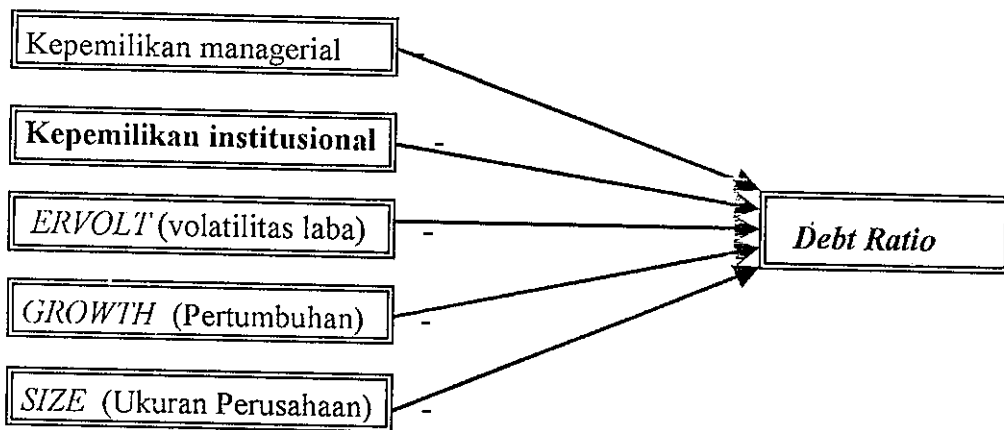 Kepemilikan managerial
-
Kepemilikan institusional
-
ERVOLT (volatilitas laba)
-
Debt Ratio
GROWTH (Pertumbuhan)
-
SIZE (Ukuran Perusahaan)
-